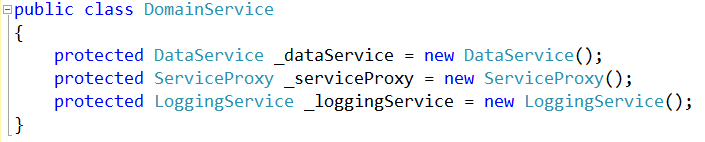 public class DomainService
{
    protected DataService _dataService = new DataService();
    protected ServiceProxy _serviceProxy = new ServiceProxy();
    protected LoggingService _loggingService = new LoggingService();
}